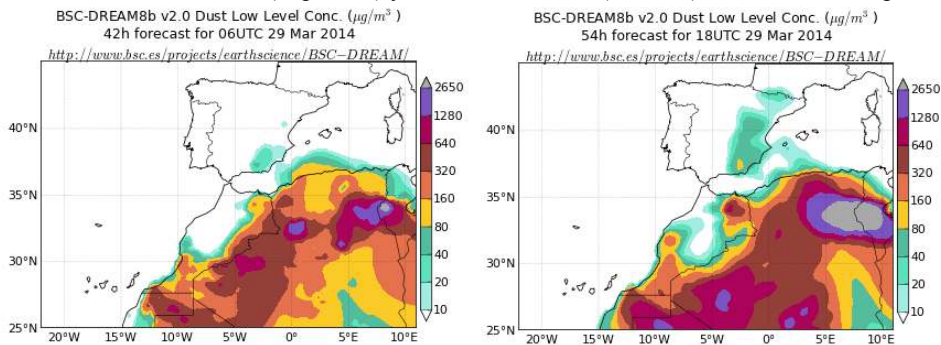 BSC-DREAM8b v2.0 Dust Low Level Conc. (μg/m³ )
42h forecast for 06UTC 29 Mar 2014
http://www.bsc.es/projects/earthscience/BSC−DREAM/
40°N
35°N
30°N
25°N
20°W
15°W
10°W
5°W
0°E
5°E
10°E
2650
1280
640
320
160
80
40
20
10
BSC-DREAM8b v2.0 Dust Low Level Conc. (μg/m³ )
54h forecast for 18UTC 29 Mar 2014
http://www.bsc.es/projects/earthscience/BSC−DREAM/
40°N
35°N
30°N
25°N
20°W
15°W
10°W
5°W
0°E
5°E
10°E
2650
1280
640
320
160
80
40
20
10